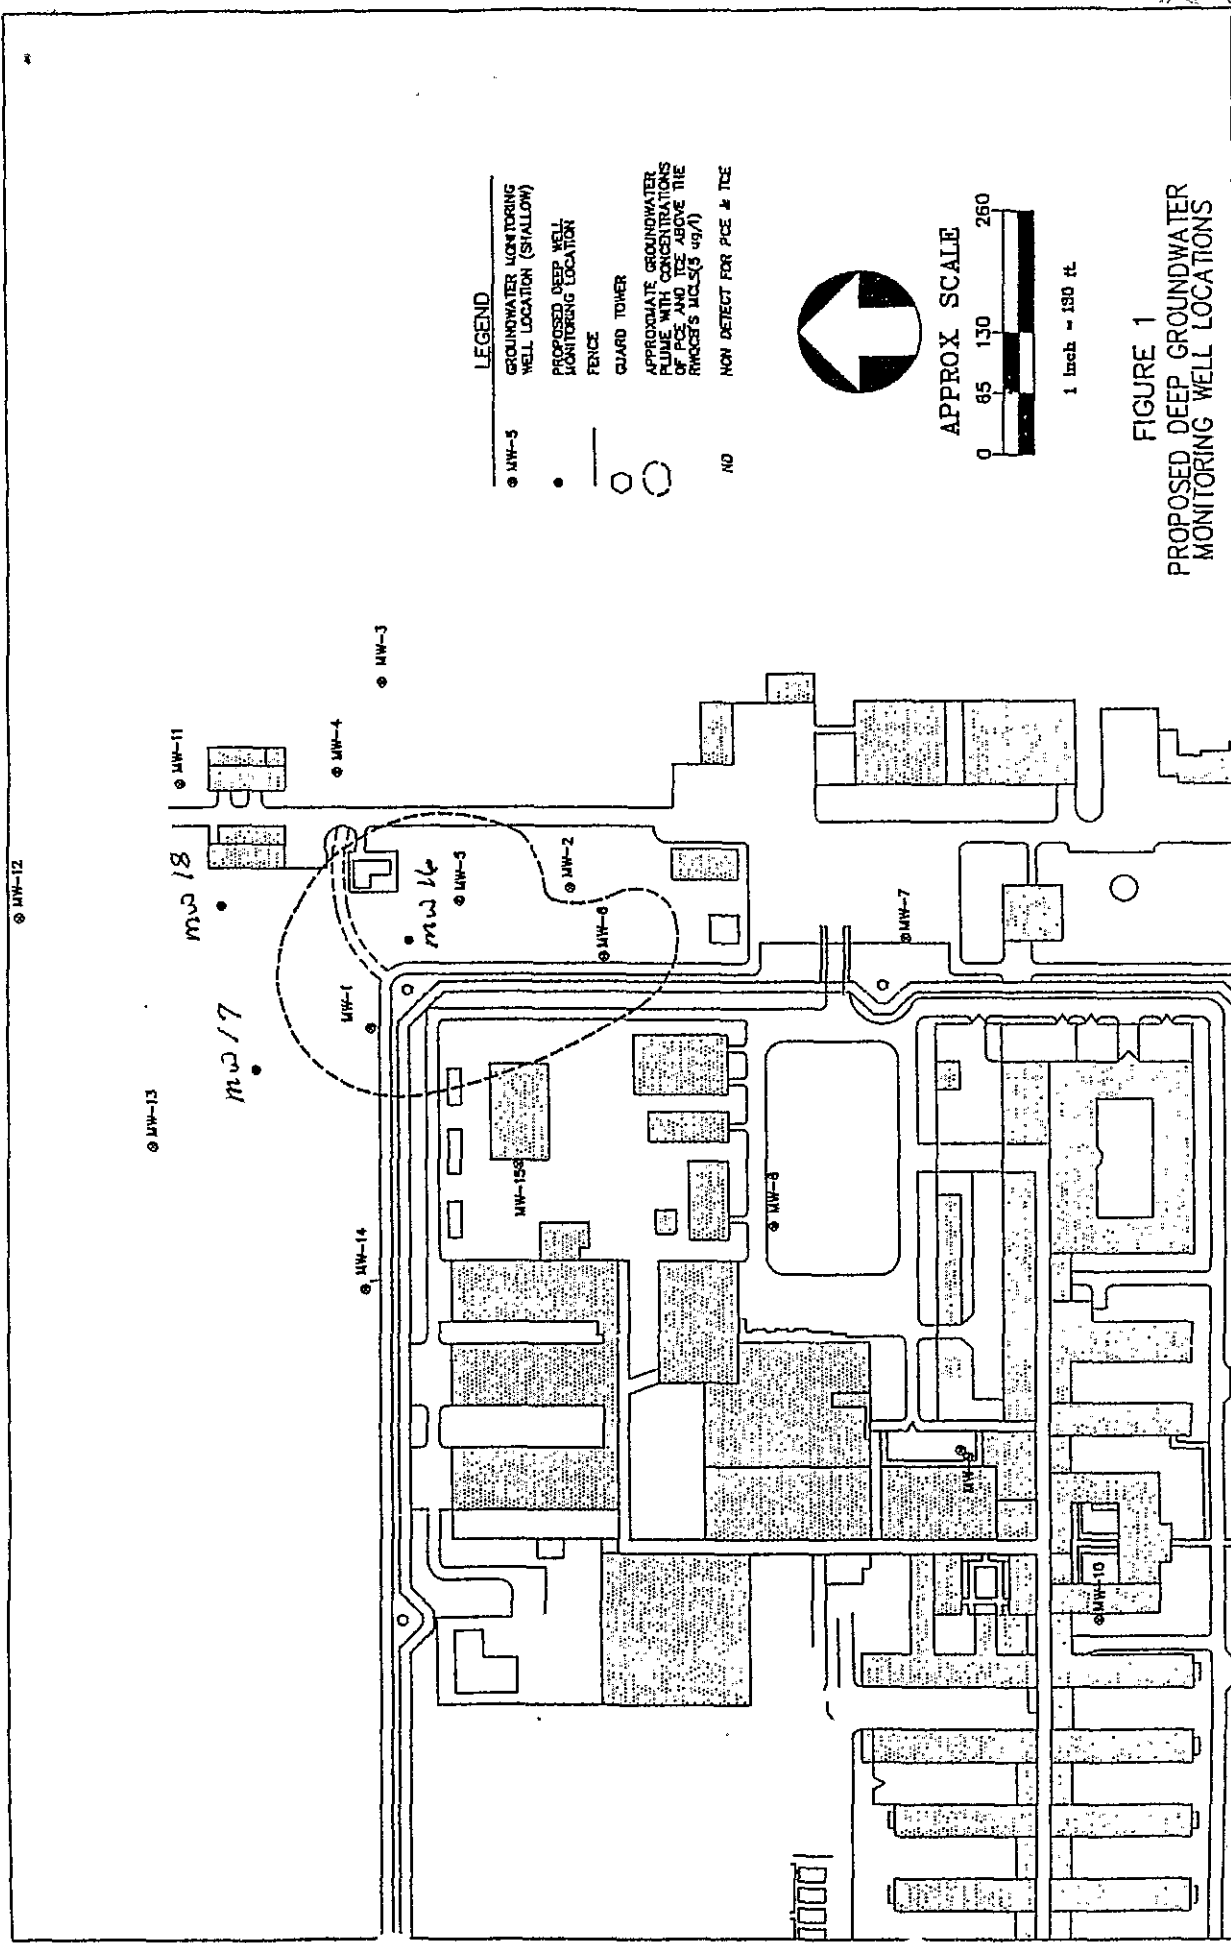 LEGEND
MW-5
GROUNDWATER MONITORING
WELL LOCATION (SHALLOW)
PROPOSED DEEP WELL
MONITORING LOCATION
FENCE
GUARD TOWER
APPROXIMATE GROUNDWATER
PLUME WITH CONCENTRATIONS
OF PCE AND TCE ABOVE THE
RWQCB'S MCLS(5 ug/l)
ND
NON DETECT FOR PCE & TCE
APPROX SCALE
0 65 130 260
1 inch = 130 ft.
FIGURE 1
PROPOSED DEEP GROUNDWATER
MONITORING WELL LOCATIONS
MW-12
MW-11
MW-4
MW-3
mw 18
mw 17
mw 16
MW-5
MW-2
MW-6
MW-7
MW-1
MW-13
MW-14
MW-15
MW-8
MW-10